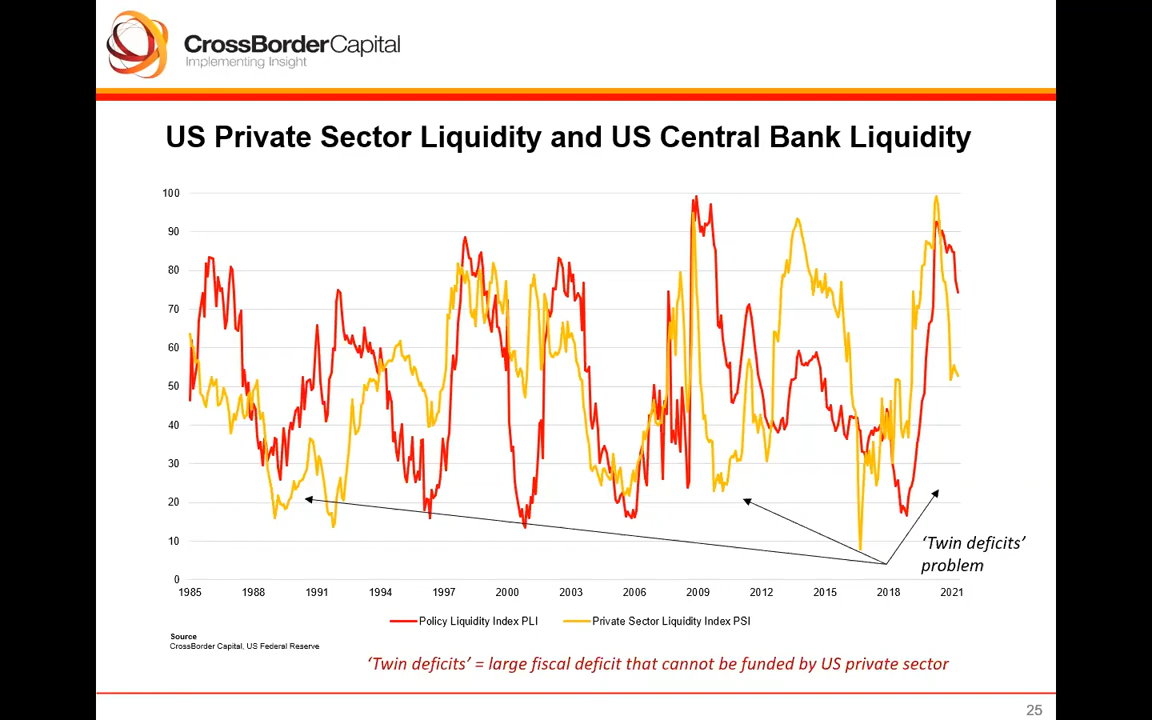 CrossBorderCapital
Implementing Insight
US Private Sector Liquidity and US Central Bank Liquidity
100
90
80
70
60
50
40
30
20
10
0
1985 1988 1991 1994 1997 2000 2003 2006 2009 2012 2015 2018 2021
‘Twin deficits’
problem
Policy Liquidity Index PLI Private Sector Liquidity Index PSI
Source
CrossBorder Capital, US Federal Reserve
‘Twin deficits’ = large fiscal deficit that cannot be funded by US private sector
25